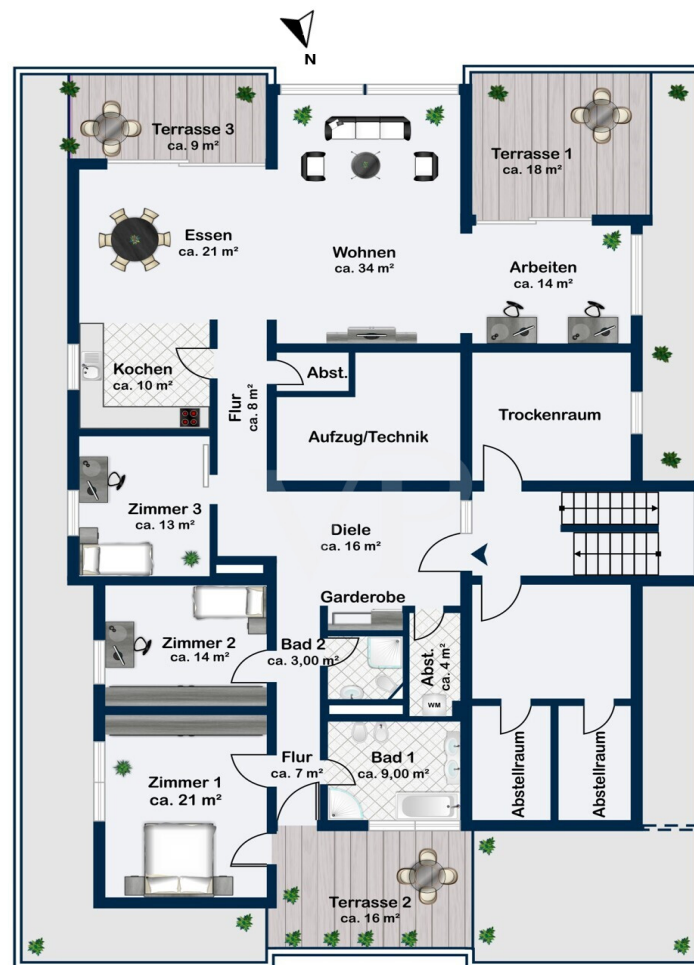 N
Terrasse 3
ca. 9 m²
Terrasse 1
ca. 18 m²
Essen
ca. 21 m²
Wohnen
ca. 34 m²
Arbeiten
ca. 14 m²
Kochen
ca. 10 m²
Flur
ca. 8 m²
Abst.
Aufzug/Technik
Trockenraum
Zimmer 3
ca. 13 m²
Diele
ca. 16 m²
Garderobe
Zimmer 2
ca. 14 m²
Bad 2
ca. 3,00 m²
Abst.
ca. 4 m²
WM
Zimmer 1
ca. 21 m²
Flur
ca. 7 m²
Bad 1
ca. 9,00 m²
Abstellraum
Abstellraum
Terrasse 2
ca. 16 m²